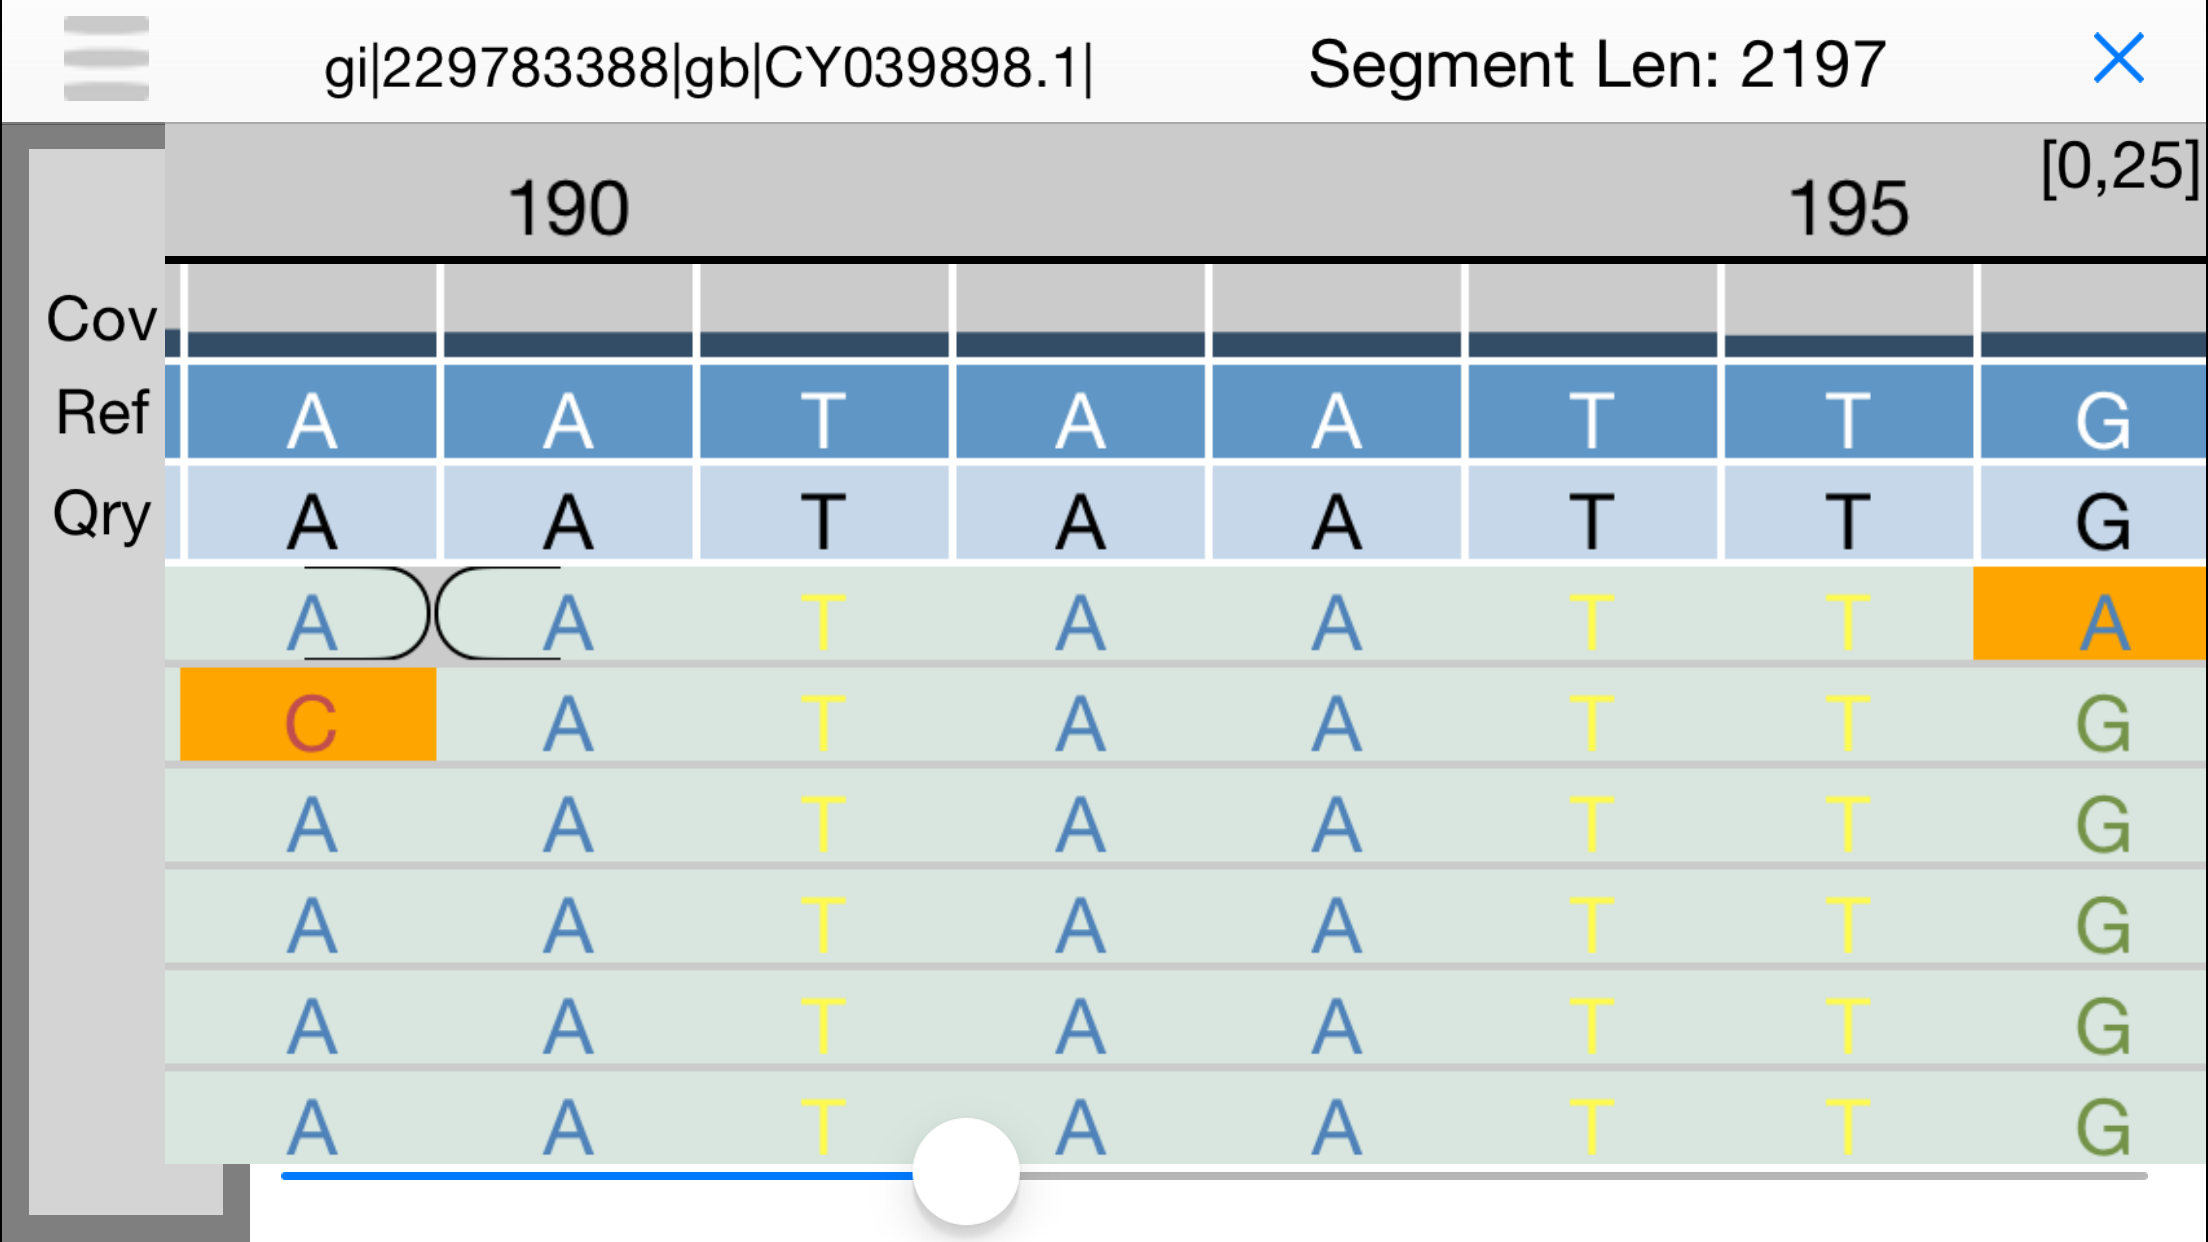 gi|229783388|gb|CY039898.1| Segment Len: 2197
[0,25]
190 195
Cov
Ref A A T A A T T G
Qry A A T A A T T G
A A T A A T T A
C A T A A T T G
A A T A A T T G
A A T A A T T G
A A T A A T T G
A A T A A T T G